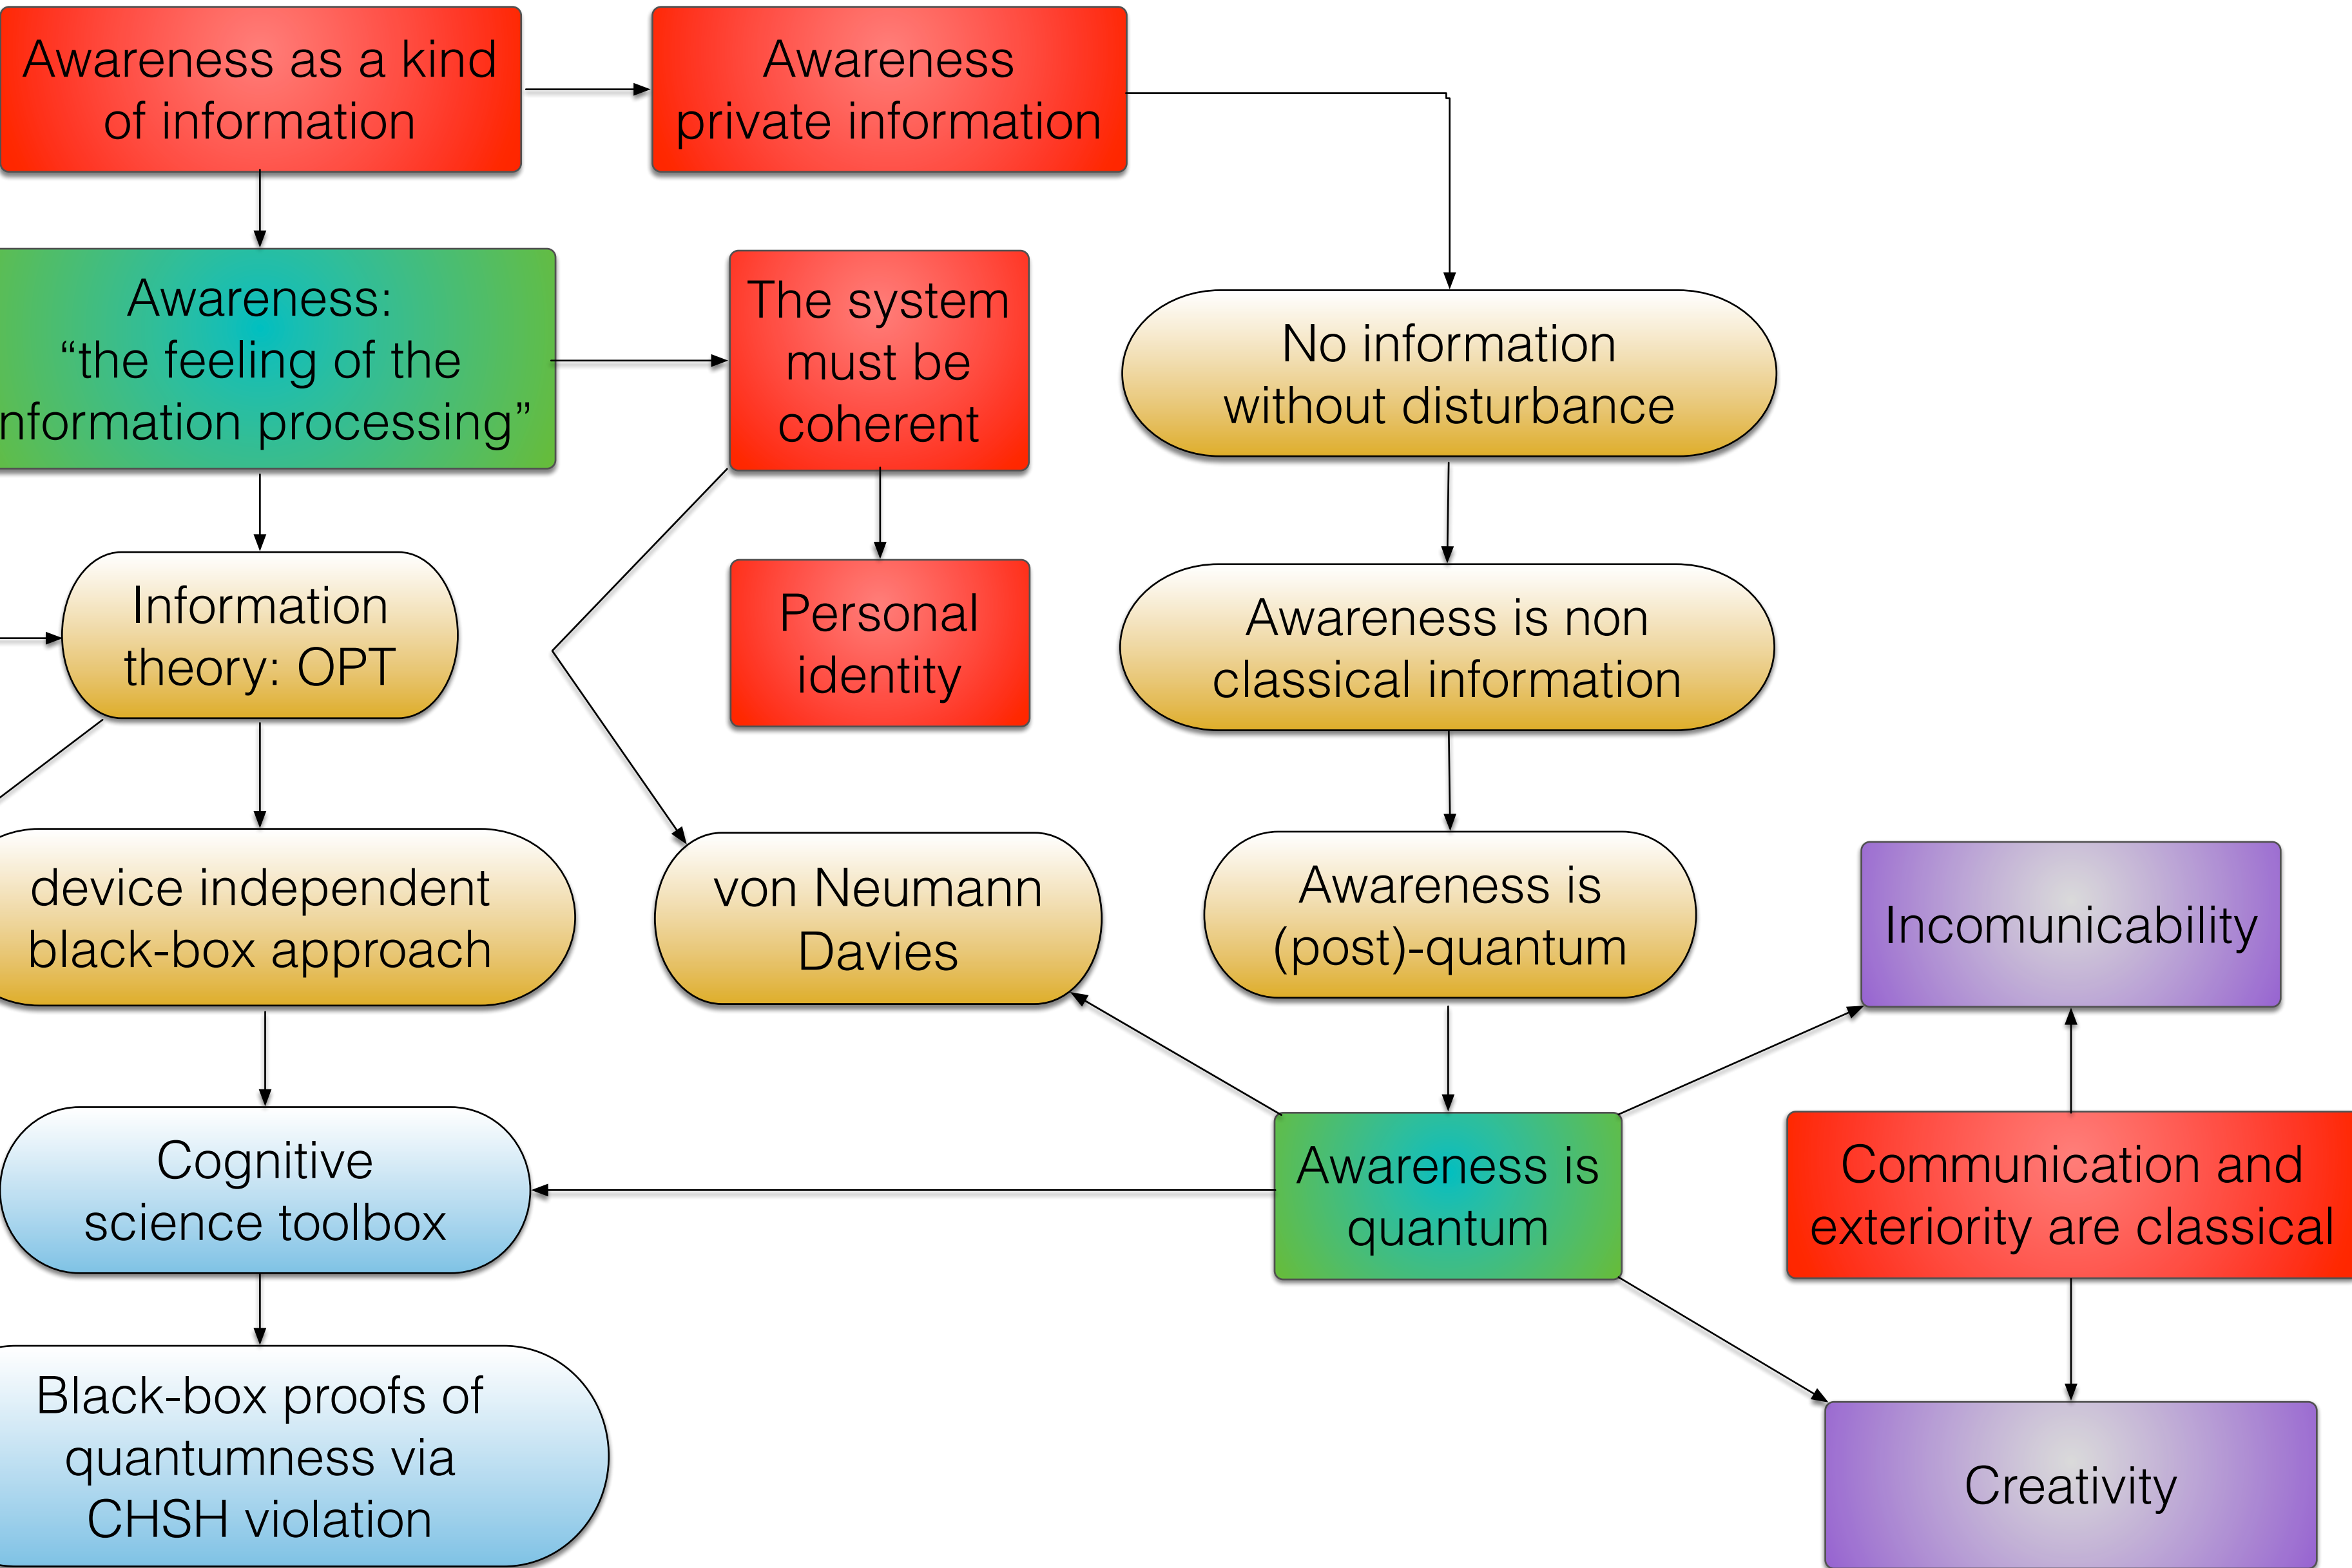 Awareness as a kind
of information
Awareness
private information
Awareness:
“the feeling of the
nformation processing”
The system
must be
coherent
No information
without disturbance
Information
theory: OPT
Personal
identity
Awareness is non
classical information
device independent
black-box approach
von Neumann
Davies
Awareness is
(post)-quantum
Incomunicability
Cognitive
science toolbox
Awareness is
quantum
Communication and
exteriority are classical
Black-box proofs of
quantumness via
CHSH violation
Creativity